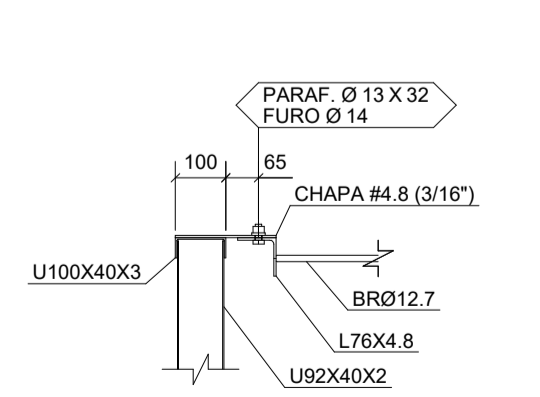 PARAF. Ø 13 X 32
FURO Ø 14
100
65
CHAPA #4.8 (3/16")
U100X40X3
BRØ12.7
L76X4.8
U92X40X2